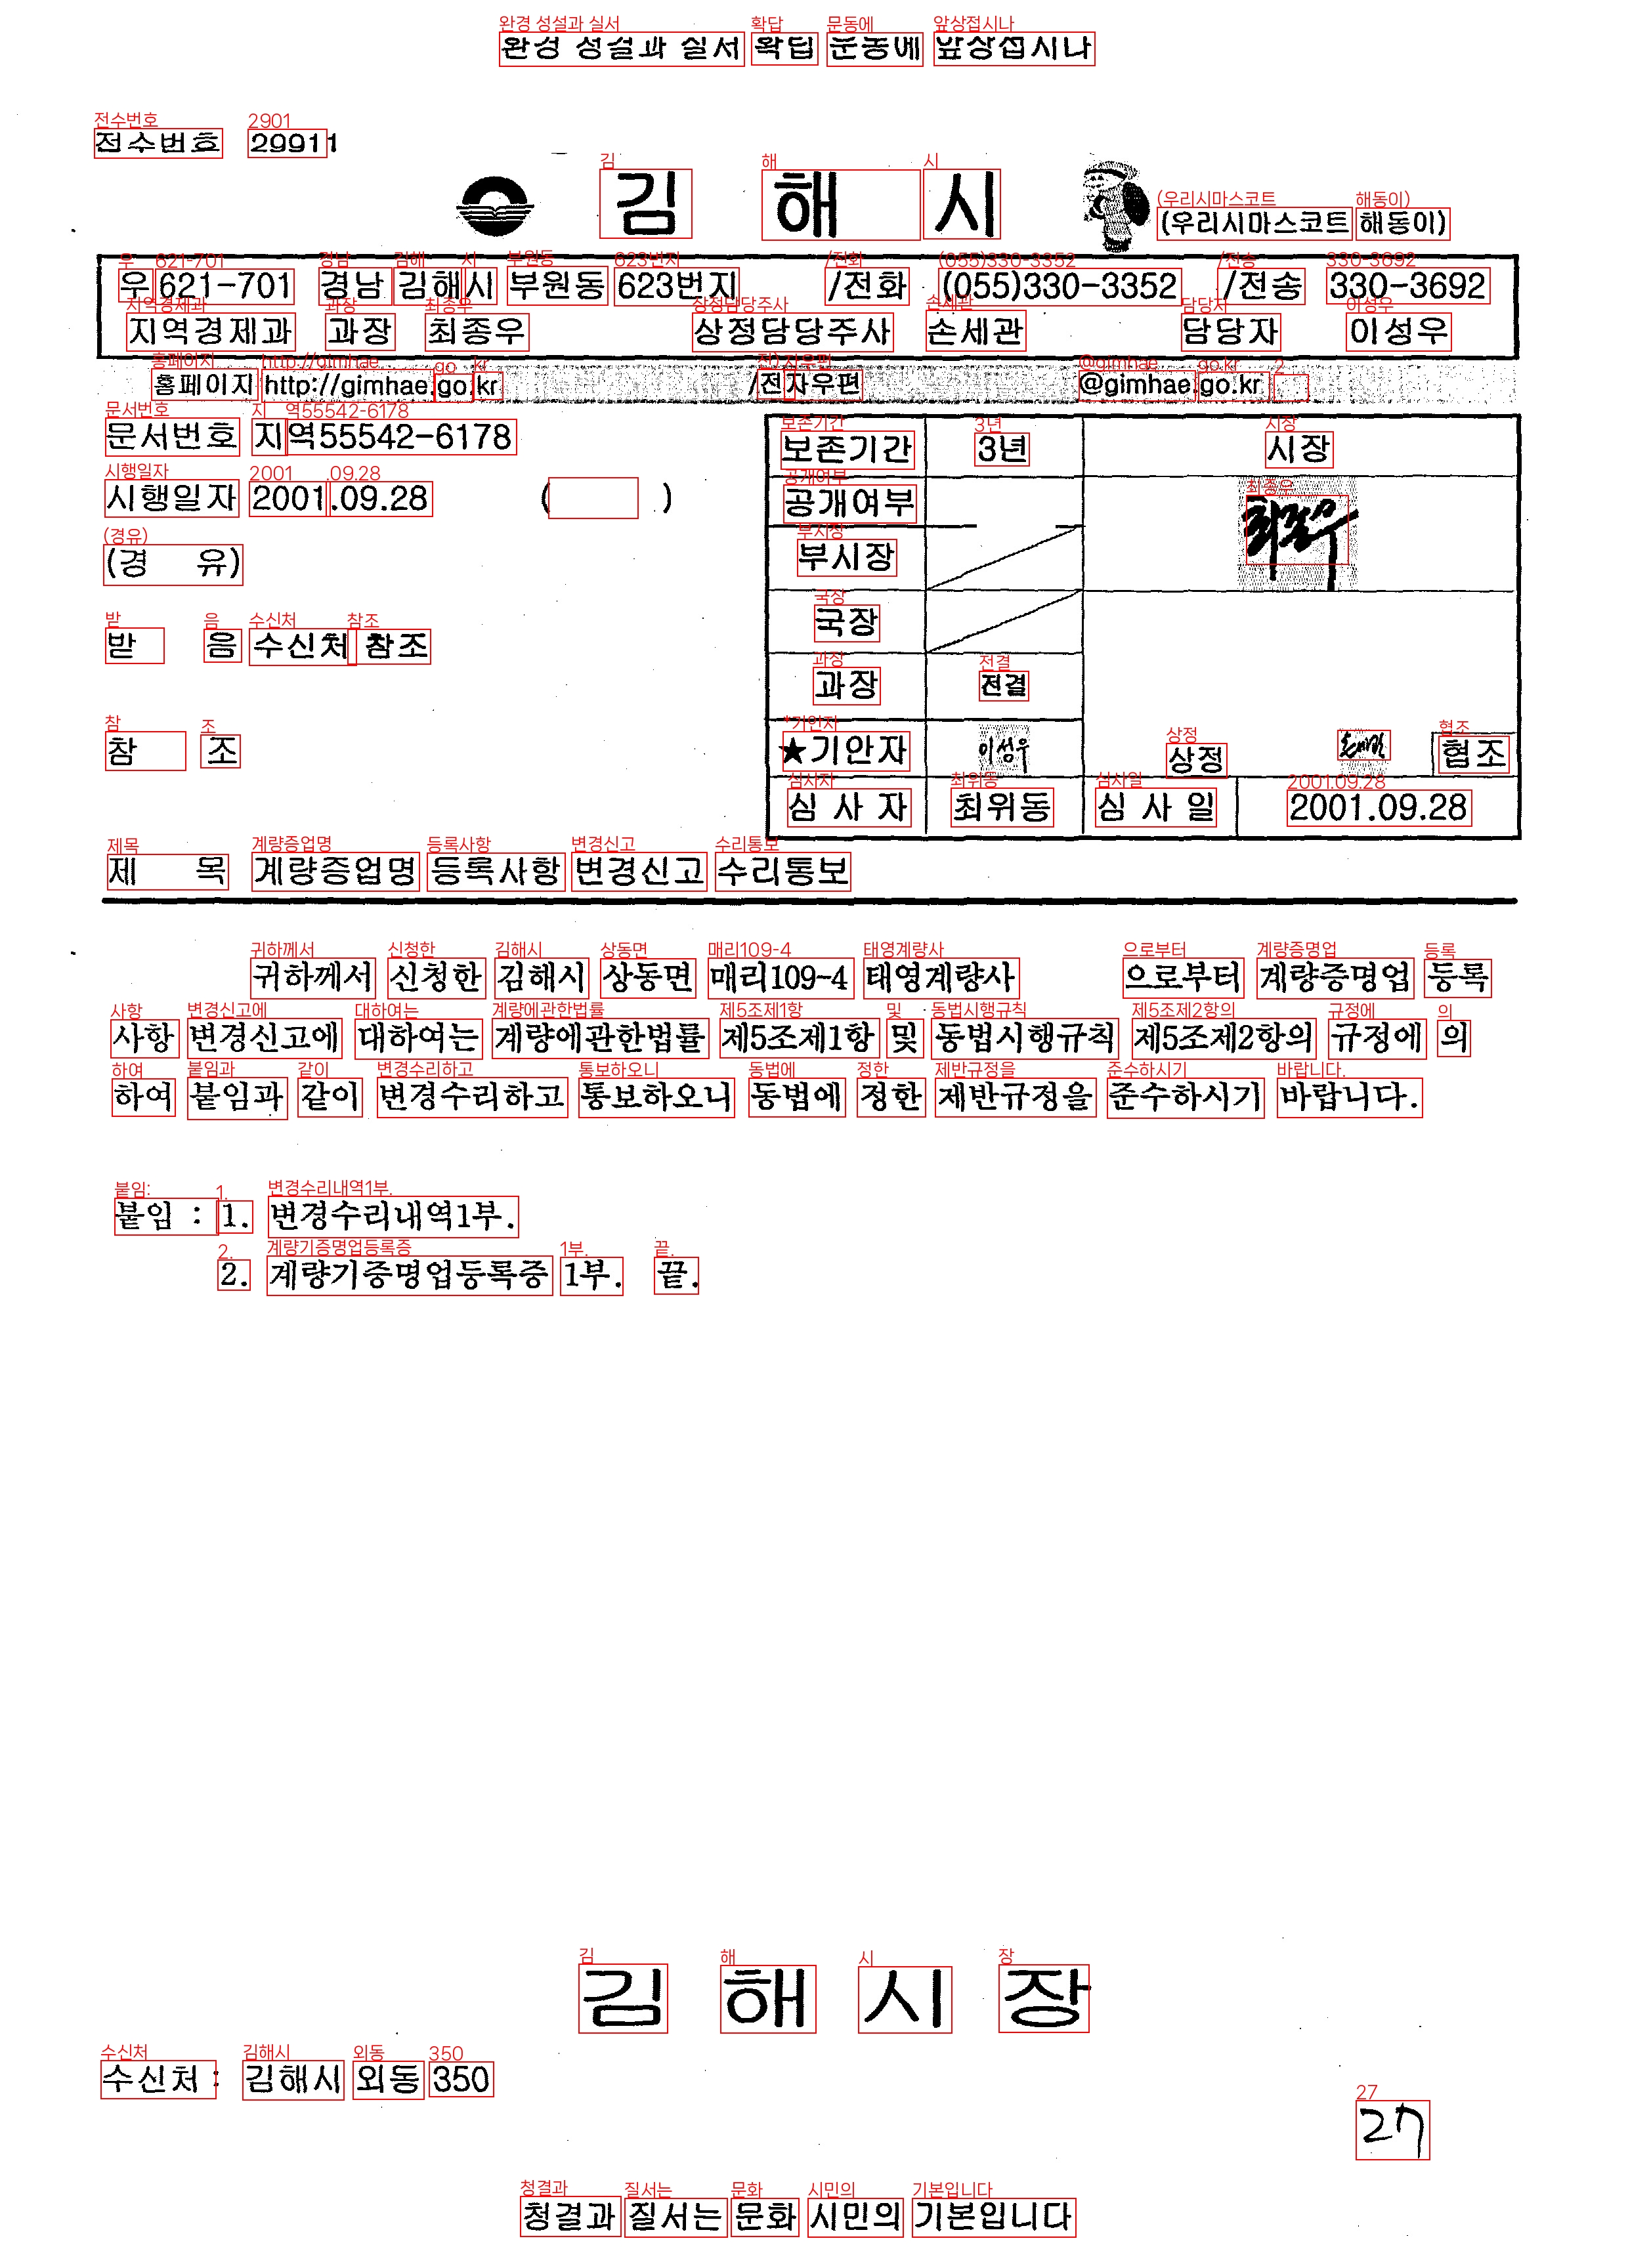 완경 성설과 실서 확답 문동에 앞상접시나
전수번호 29911
김 해 시 (우리시마스코트 해동이)
우 621-701 경남 김해시 부원동 623번지 /전화 (055)330-3352 /전송 330-3692
지역경제과 과장 최종우 상정담당주사 손세관 담당자 이성우
홈페이지 http://gimhae.go.kr /전자우편 @gimhae.go.kr
문서번호 지역55542-6178
시행일자 2001.09.28 ( )
(경 유)
받 음 수신처 참조
참 조
보존기간 3년 시장
공개여부 최종우
부시장
국장
과장 전결
★기안자 이성우 상정 협조
심 사 자 최위동 심 사 일 2001.09.28
제 목 계량증업명 등록사항 변경신고 수리통보
귀하께서 신청한 김해시 상동면 매리109-4 태영계량사 으로부터 계량증명업 등록
사항 변경신고에 대하여는 계량에관한법률 제5조제1항 및 동법시행규칙 제5조제2항의 규정에 의
하여 붙임과 같이 변경수리하고 통보하오니 동법에 정한 제반규정을 준수하시기 바랍니다.
붙임 : 1. 변경수리내역1부.
2. 계량기증명업등록증 1부. 끝.
김 해 시 장
수신처 : 김해시 외동 350
27
청결과 질서는 문화 시민의 기본입니다